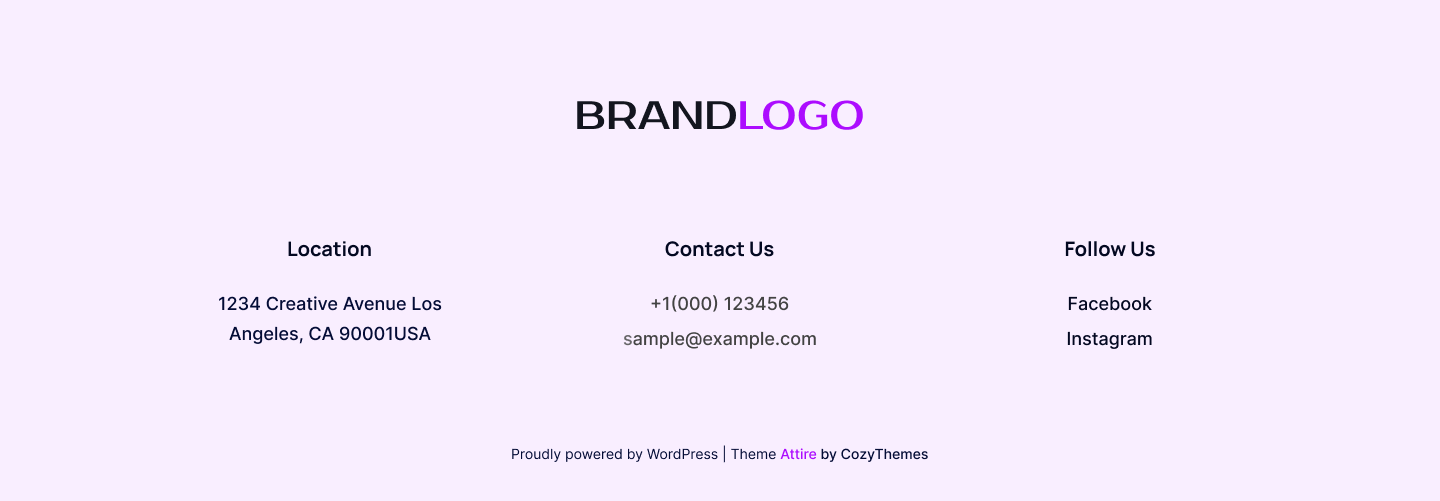 BRANDLOGO
Location
1234 Creative Avenue Los
Angeles, CA 90001USA
Contact Us
+1(000) 123456
sample@example.com
Follow Us
Facebook
Instagram
Proudly powered by WordPress | Theme Attire by CozyThemes